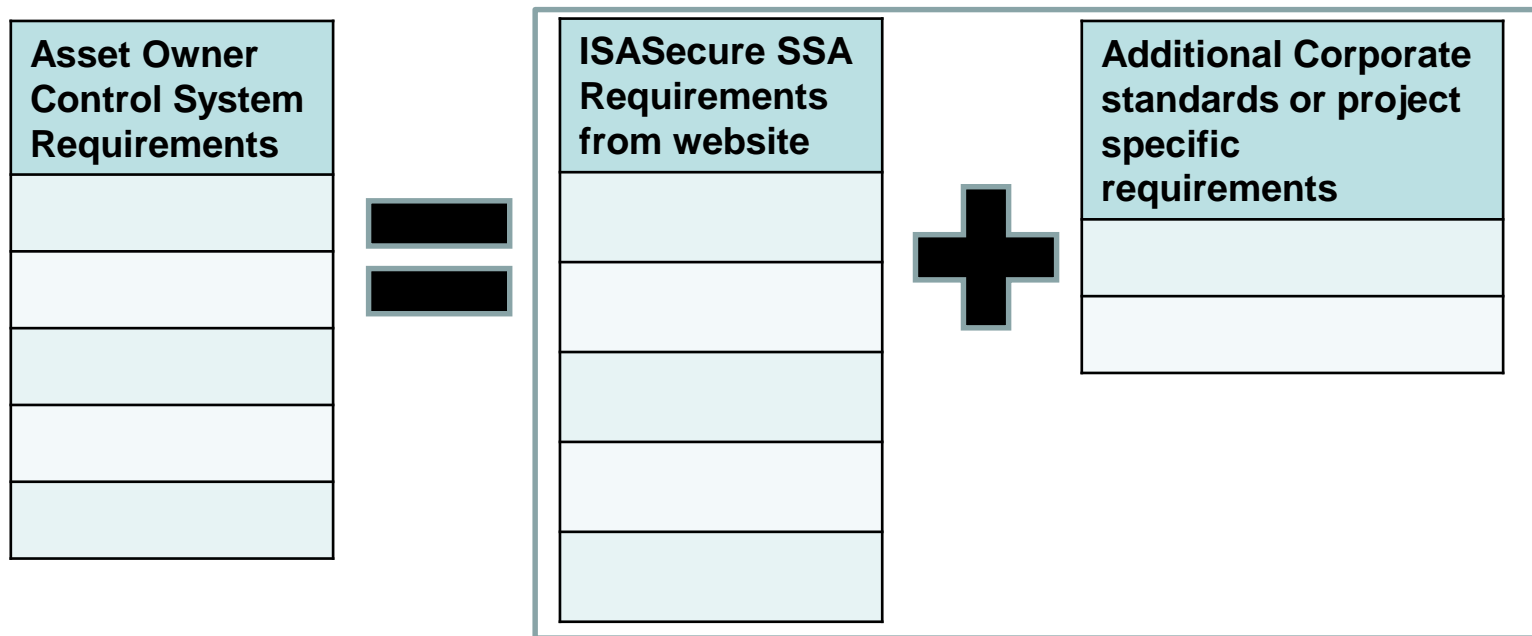 Asset Owner
Control System
Requirements
ISASecure SSA
Requirements
from website
Additional Corporate
standards or project
specific
requirements